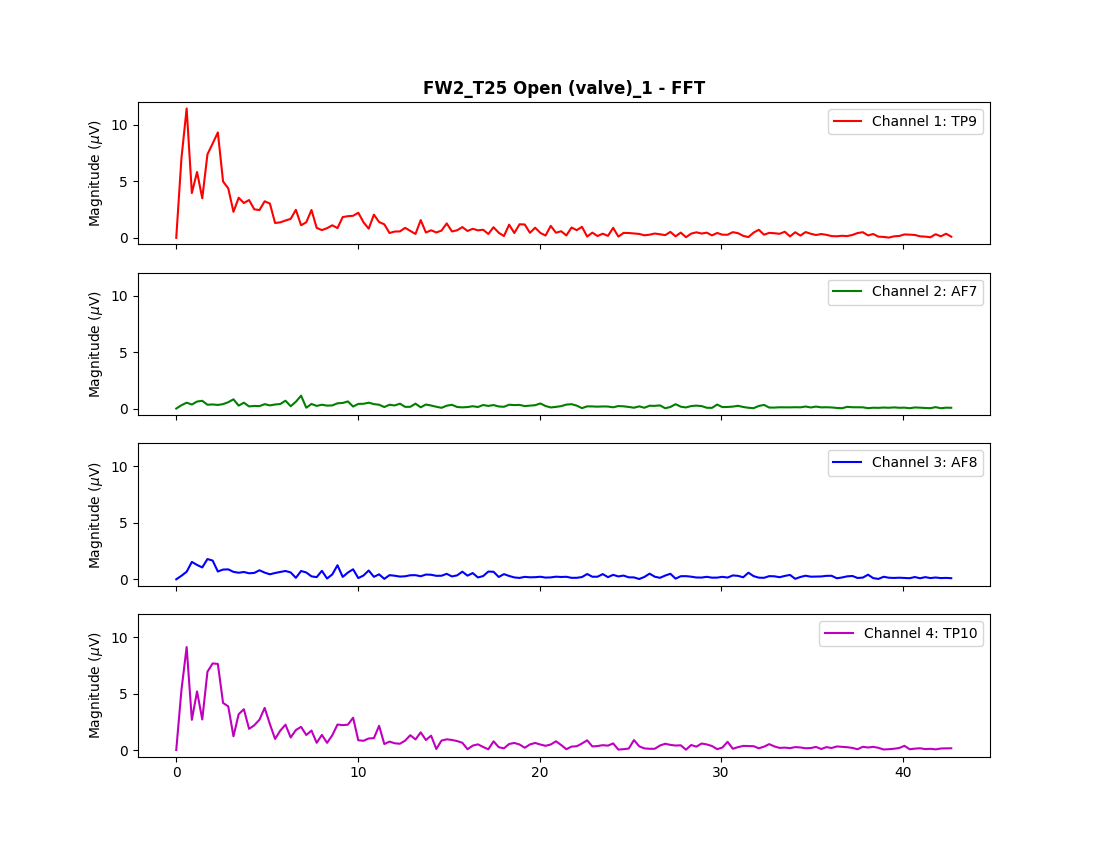 FW2_T25 Open (valve)_1 - FFT
Magnitude (μV)
10
5
0
Channel 1: TP9
Magnitude (μV)
10
5
0
Channel 2: AF7
Magnitude (μV)
10
5
0
Channel 3: AF8
Magnitude (μV)
10
5
0
Channel 4: TP10
0 10 20 30 40